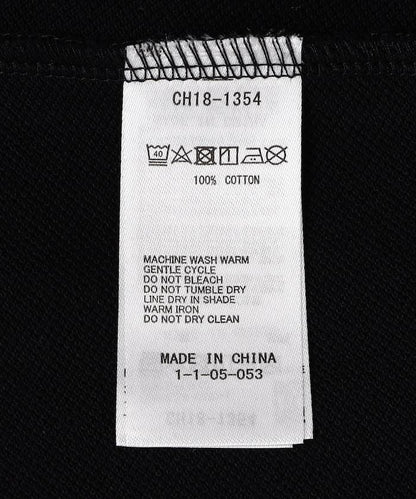 CH18-1354
40
100% COTTON
MACHINE WASH WARM
GENTLE CYCLE
DO NOT BLEACH
DO NOT TUMBLE DRY
LINE DRY IN SHADE
WARM IRON
DO NOT DRY CLEAN
MADE IN CHINA
1-1-05-053